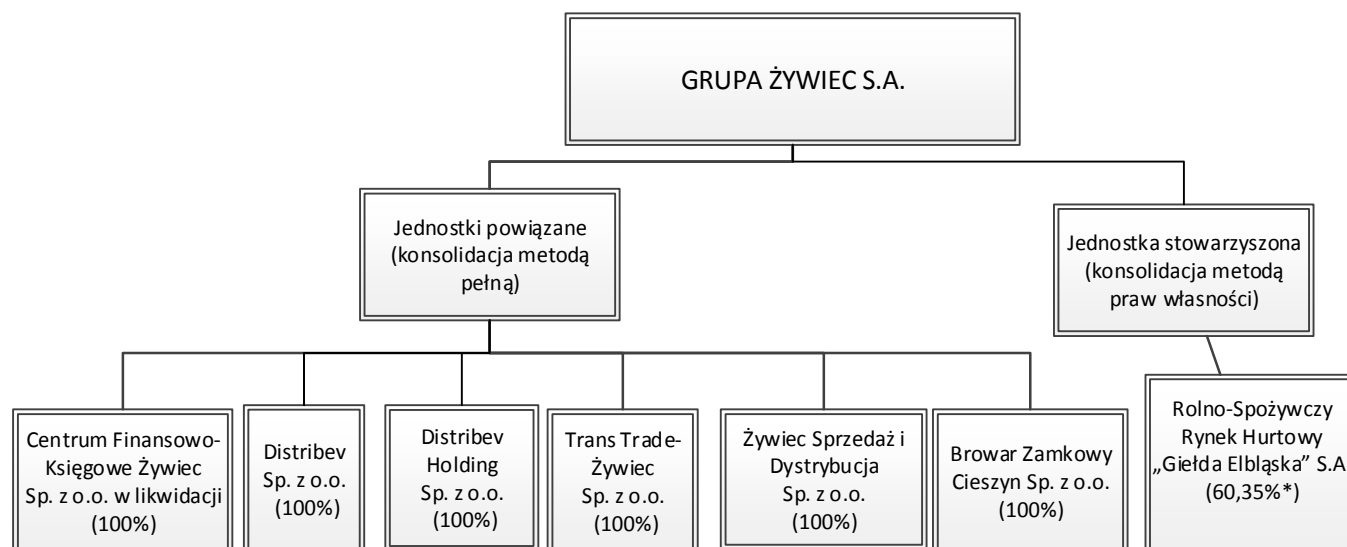 GRUPA ŻYWIEC S.A.
Jednostki powiązane
(konsolidacja metodą
pełną)
Jednostka stowarzyszona
(konsolidacja metodą
praw własności)
Centrum Finansowo-
Księgowe Żywiec
Sp. z o.o. w likwidacji
(100%)
Distribev
Sp. z o.o.
(100%)
Distribev
Holding
Sp. z o.o.
(100%)
Trans Trade-
Żywiec
Sp. z o.o.
(100%)
Żywiec Sprzedaż i
Dystrybucja
Sp. z o.o.
(100%)
Browar Zamkowy
Cieszyn Sp. z o.o.
(100%)
Rolno-Spożywczy
Rynek Hurtowy
„Giełda Elbląska” S.A
(60,35%*)